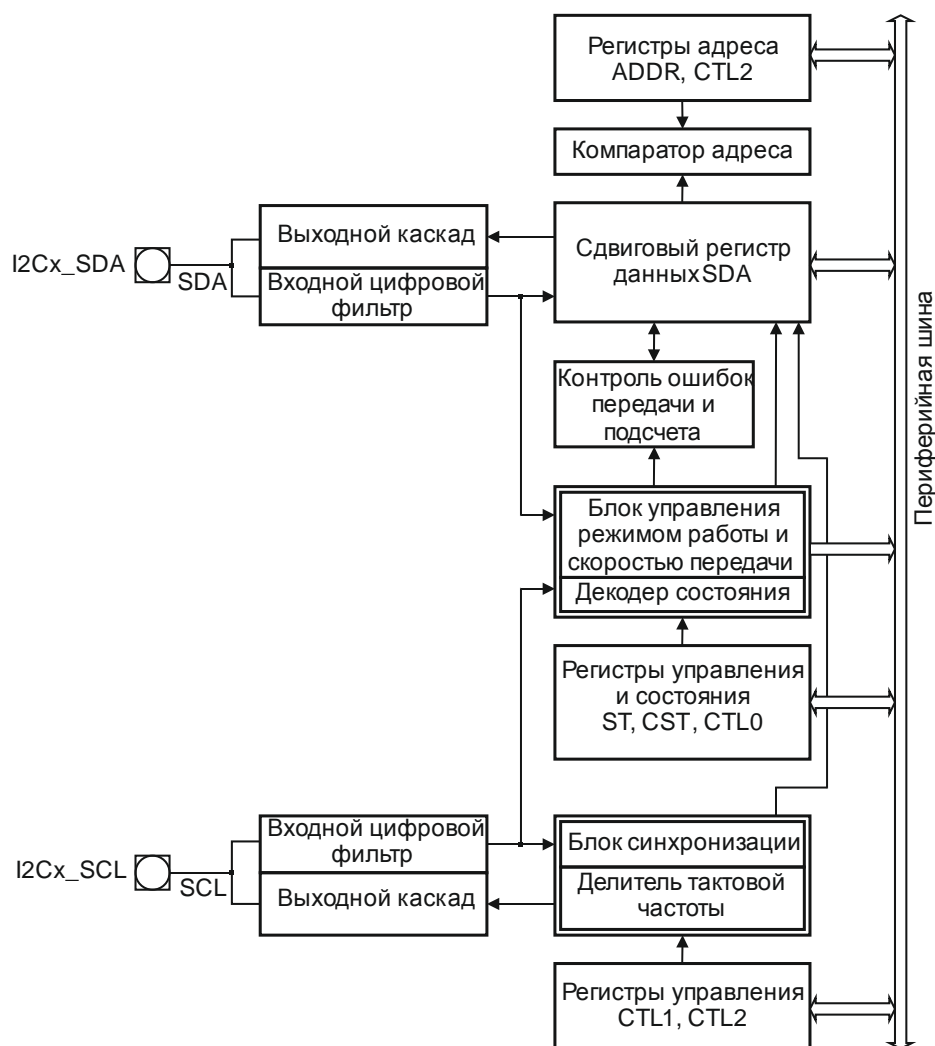 Регистры адреса
ADDR, CTL2
Компаратор адреса
I2Cx_SDA
SDA
Выходной каскад
Входной цифровой
фильтр
Сдвиговый регистр
данных SDA
Контроль ошибок
передачи и
подсчета
Периферийная шина
Блок управления
режимом работы и
скоростью передачи
Декодер состояния
Регистры управления
и состояния
ST, CST, CTL0
I2Cx_SCL
SCL
Входной цифровой
фильтр
Выходной каскад
Блок синхронизации
Делитель тактовой
частоты
Регистры управления
CTL1, CTL2